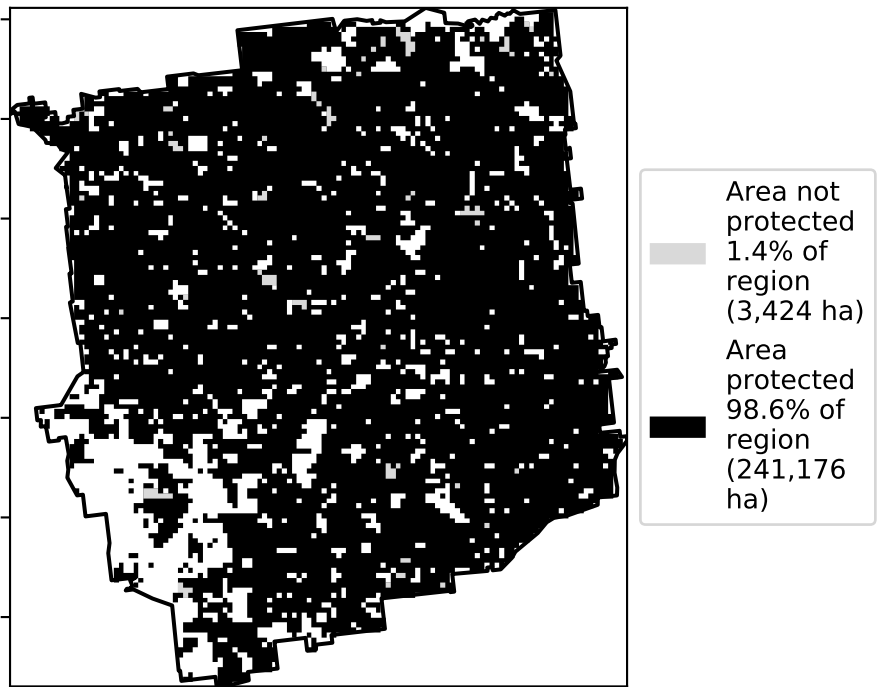 Area not
protected
1.4% of
region
(3,424 ha)
Area
protected
98.6% of
region
(241,176
ha)